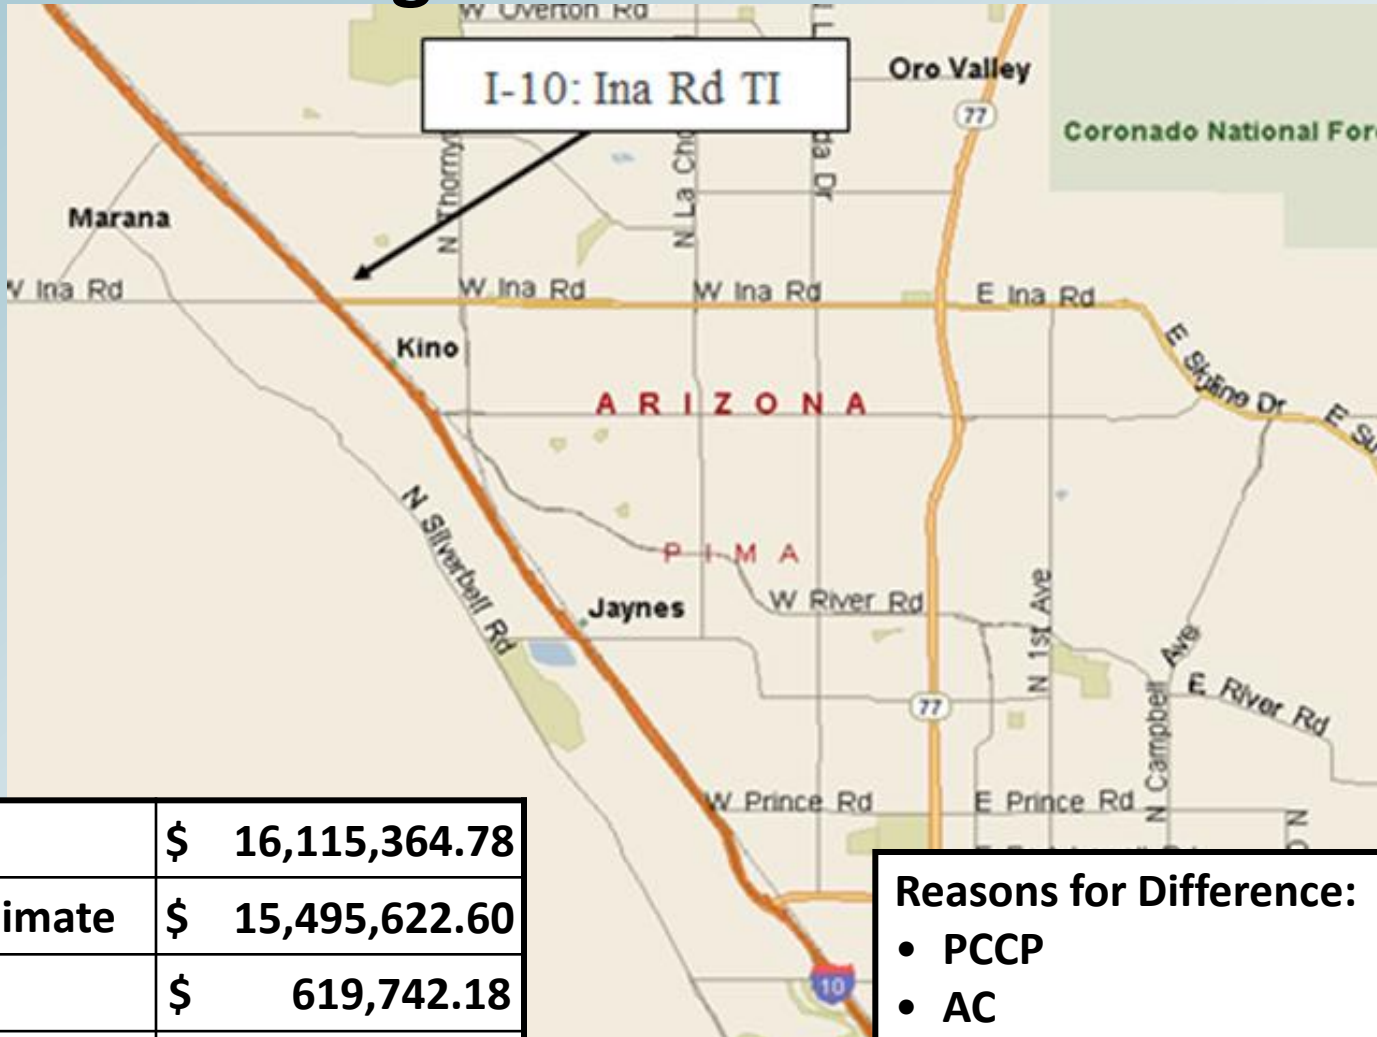 W Overton Rd
I-10: Ina Rd TI
Oro Valley
77
Coronado National
da Dr
N La
N
Marana
W Ina Rd
W Ina Rd
W Ina Rd
E Ina Rd
Kino
E Skyline Dr
E
ARIZONA
N Silverbell Rd
PIMA
Jaynes
W River Rd
N 1st Ave
Ave
N Campbell
E River Rd
77
W Prince Rd
E Prince Rd
N
10
$ 16,115,364.78
$ 15,495,622.60
$ 619,742.18
Reasons for Difference:
• PCCP
• AC